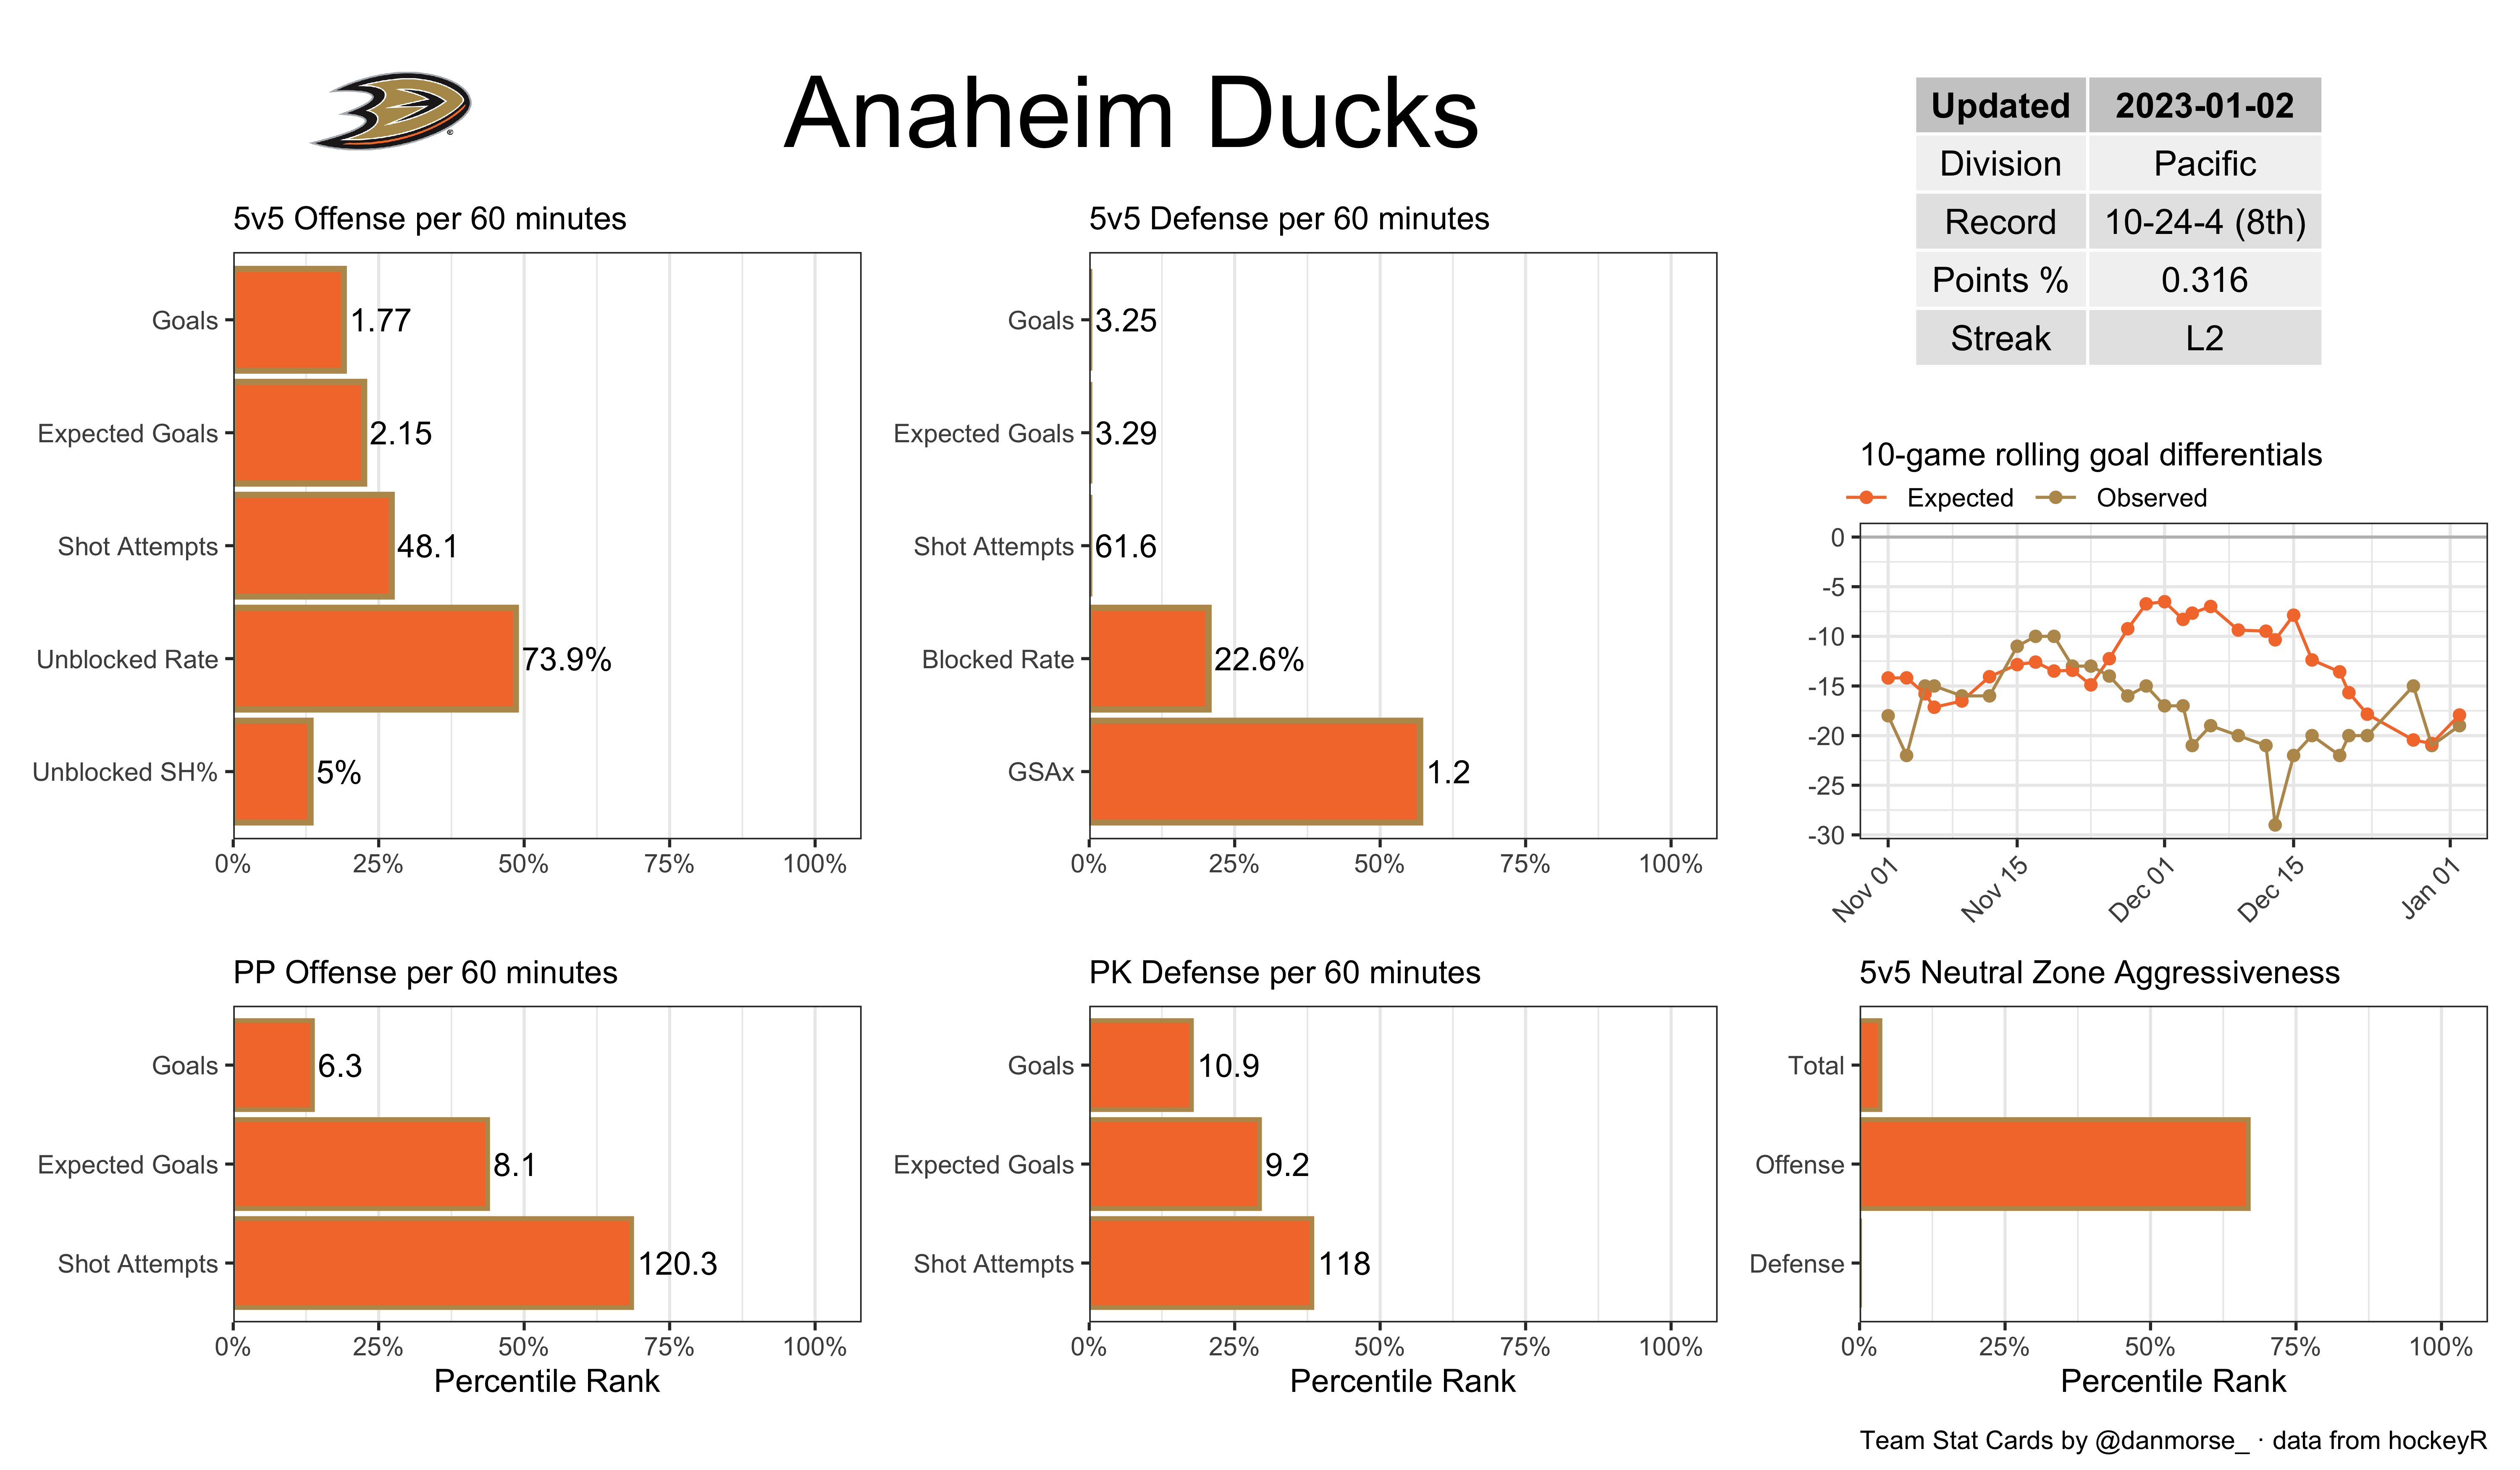 Anaheim Ducks
Updated 2023-01-02
Division Pacific
Record 10-24-4 (8th)
Points % 0.316
Streak L2
5v5 Offense per 60 minutes
Goals 1.77
Expected Goals 2.15
Shot Attempts 48.1
Unblocked Rate 73.9%
Unblocked SH% 5%
0% 25% 50% 75% 100%
5v5 Defense per 60 minutes
Goals 3.25
Expected Goals 3.29
Shot Attempts 61.6
Blocked Rate 22.6%
GSAx 1.2
0% 25% 50% 75% 100%
10-game rolling goal differentials
Expected Observed
0
-5
-10
-15
-20
-25
-30
Nov 01 Nov 15 Dec 01 Dec 15 Jan 01
PP Offense per 60 minutes
Goals 6.3
Expected Goals 8.1
Shot Attempts 120.3
0% 25% 50% 75% 100%
Percentile Rank
PK Defense per 60 minutes
Goals 10.9
Expected Goals 9.2
Shot Attempts 118
0% 25% 50% 75% 100%
Percentile Rank
5v5 Neutral Zone Aggressiveness
Total
Offense
Defense
0% 25% 50% 75% 100%
Percentile Rank
Team Stat Cards by @danmorse_ · data from hockeyR